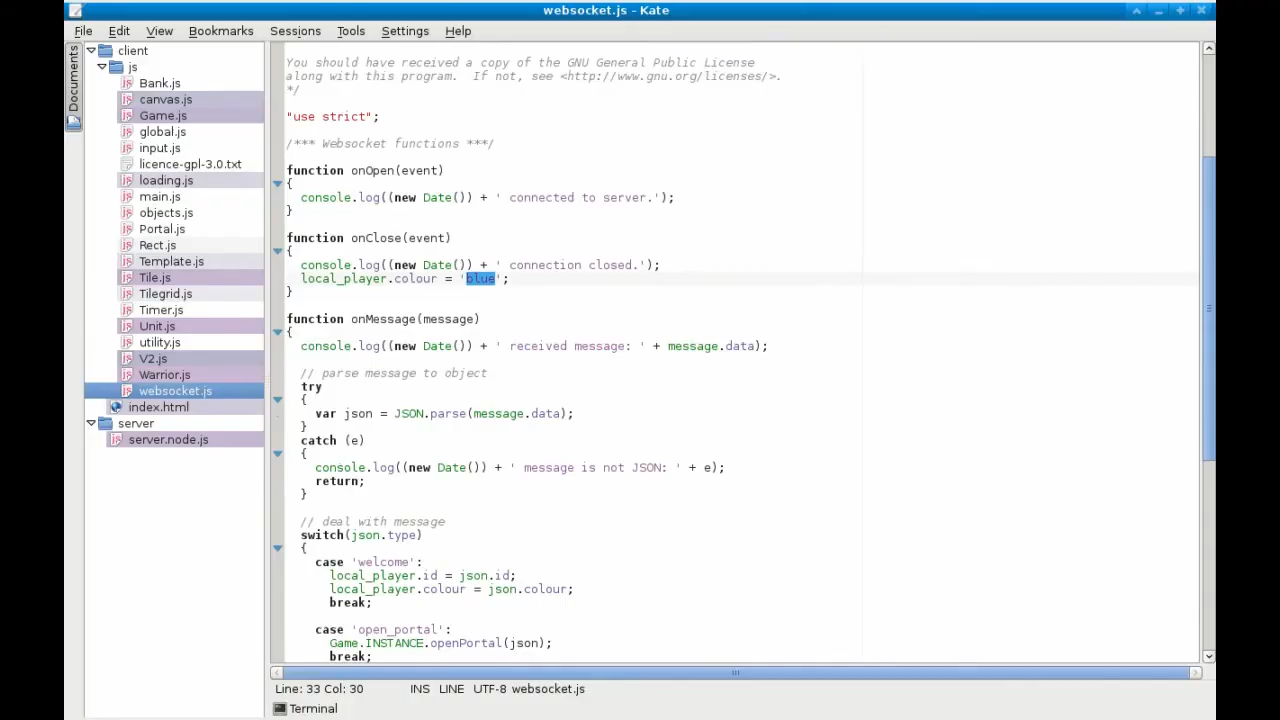 websocket.js - Kate
File Edit View Bookmarks Sessions Tools Settings Help
Documents
client
js
Bank.js
canvas.js
Game.js
global.js
input.js
licence-gpl-3.0.txt
loading.js
main.js
objects.js
Portal.js
Rect.js
Template.js
Tile.js
Tilegrid.js
Timer.js
Unit.js
utility.js
V2.js
Warrior.js
websocket.js
index.html
server
server.node.js
You should have received a copy of the GNU General Public License
along with this program.  If not, see <http://www.gnu.org/licenses/>.
*/
"use strict";
/*** Websocket functions ***/
function onOpen(event)
{
console.log((new Date()) + ' connected to server.');
}
function onClose(event)
{
console.log((new Date()) + ' connection closed.');
local_player.colour = 'blue';
}
function onMessage(message)
{
console.log((new Date()) + ' received message: ' + message.data);
// parse message to object
try
{
var json = JSON.parse(message.data);
}
catch (e)
{
console.log((new Date()) + ' message is not JSON: ' + e);
return;
}
// deal with message
switch(json.type)
{
case 'welcome':
local_player.id = json.id;
local_player.colour = json.colour;
break;
case 'open_portal':
Game.INSTANCE.openPortal(json);
break;
Line: 33 Col: 30 INS LINE UTF-8 websocket.js
Terminal